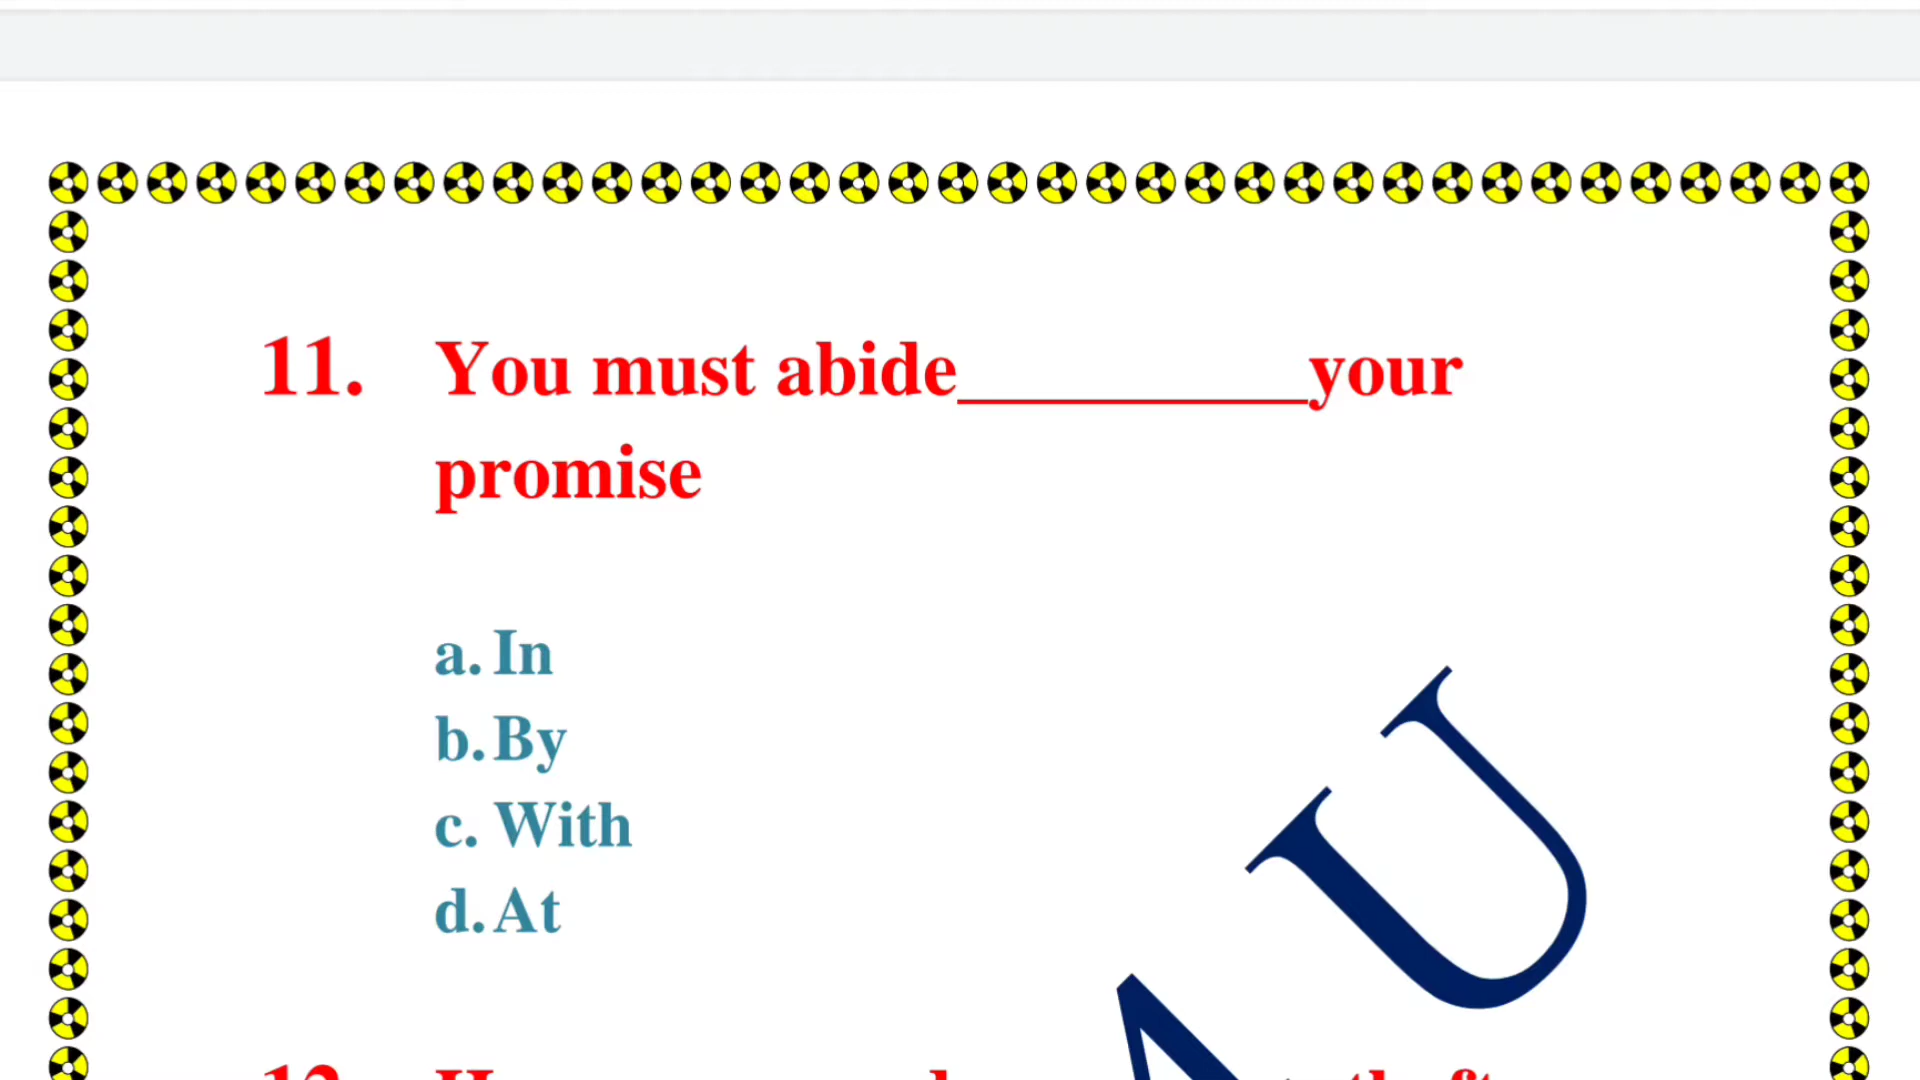 11. You must abide__________your
promise
a. In
b. By
c. With
d. At
U